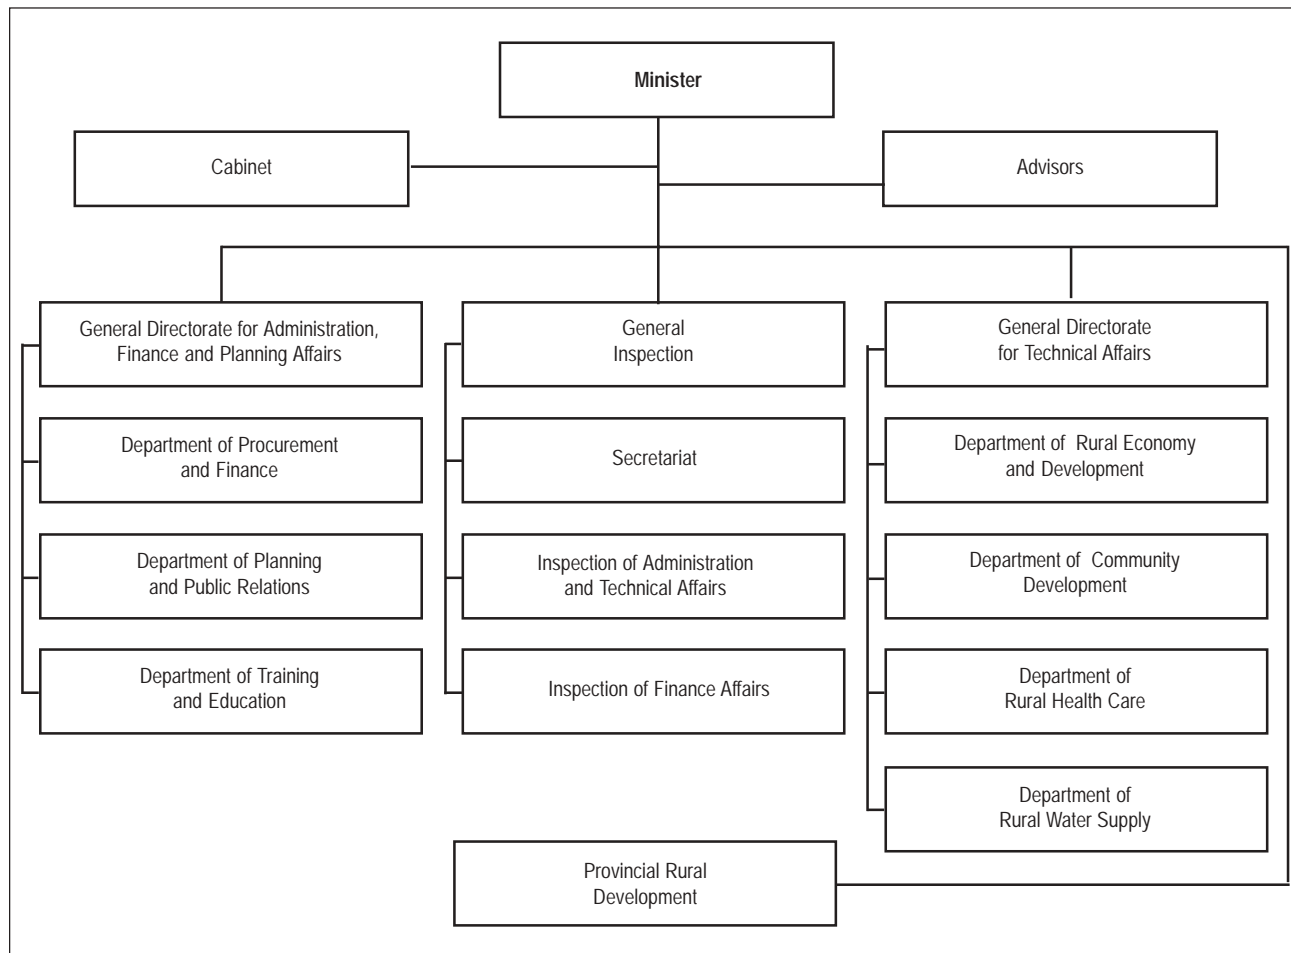 Minister
Cabinet
Advisors
General Directorate for Administration,
Finance and Planning Affairs
Department of Procurement
and Finance
Department of Planning
and Public Relations
Department of Training
and Education
General
Inspection
Secretariat
Inspection of Administration
and Technical Affairs
Inspection of Finance Affairs
General Directorate
for Technical Affairs
Department of Rural Economy
and Development
Department of Community
Development
Department of
Rural Health Care
Department of
Rural Water Supply
Provincial Rural
Development